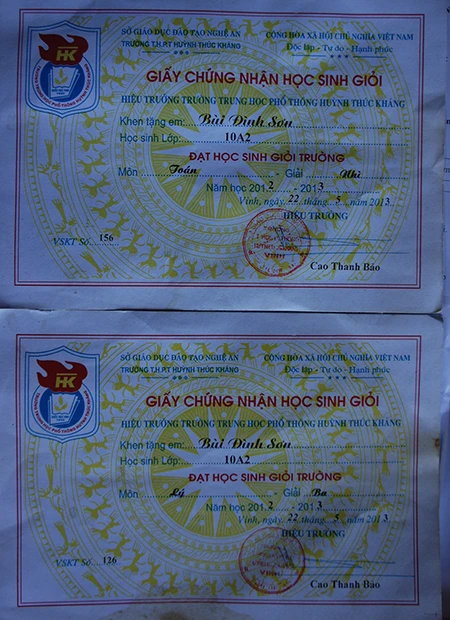 SỞ GIÁO DỤC ĐÀO TẠO NGHỆ AN
TRƯỜNG T.H.P.T HUỲNH THÚC KHÁNG
CỘNG HÒA XÃ HỘI CHỦ NGHĨA VIỆT NAM
Độc lập - Tự do - Hạnh phúc
HK
GIẤY CHỨNG NHẬN HỌC SINH GIỎI
HIỆU TRƯỞNG TRƯỜNG TRUNG HỌC PHỔ THÔNG HUỲNH THÚC KHÁNG
Khen tặng em: Bùi Đình Sơn
Học sinh Lớp: 10A2
ĐẠT HỌC SINH GIỎI TRƯỜNG
Môn Toán - Giải Nhì
Năm học 2012 - 2013
Vinh, ngày 22 tháng 5 năm 2013
HIỆU TRƯỞNG
VSKT Số 156
Cao Thanh Bảo
SỞ GIÁO DỤC ĐÀO TẠO NGHỆ AN
TRƯỜNG T.H.P.T HUỲNH THÚC KHÁNG
CỘNG HÒA XÃ HỘI CHỦ NGHĨA VIỆT NAM
Độc lập - Tự do - Hạnh phúc
HK
GIẤY CHỨNG NHẬN HỌC SINH GIỎI
HIỆU TRƯỞNG TRƯỜNG TRUNG HỌC PHỔ THÔNG HUỲNH THÚC KHÁNG
Khen tặng em: Bùi Đình Sơn
Học sinh Lớp: 10A2
ĐẠT HỌC SINH GIỎI TRƯỜNG
Môn Lý - Giải Ba
Năm học 2012 - 2013
Vinh, ngày 22 tháng 5 năm 2013
HIỆU TRƯỞNG
VSKT Số 126
Cao Thanh Bảo